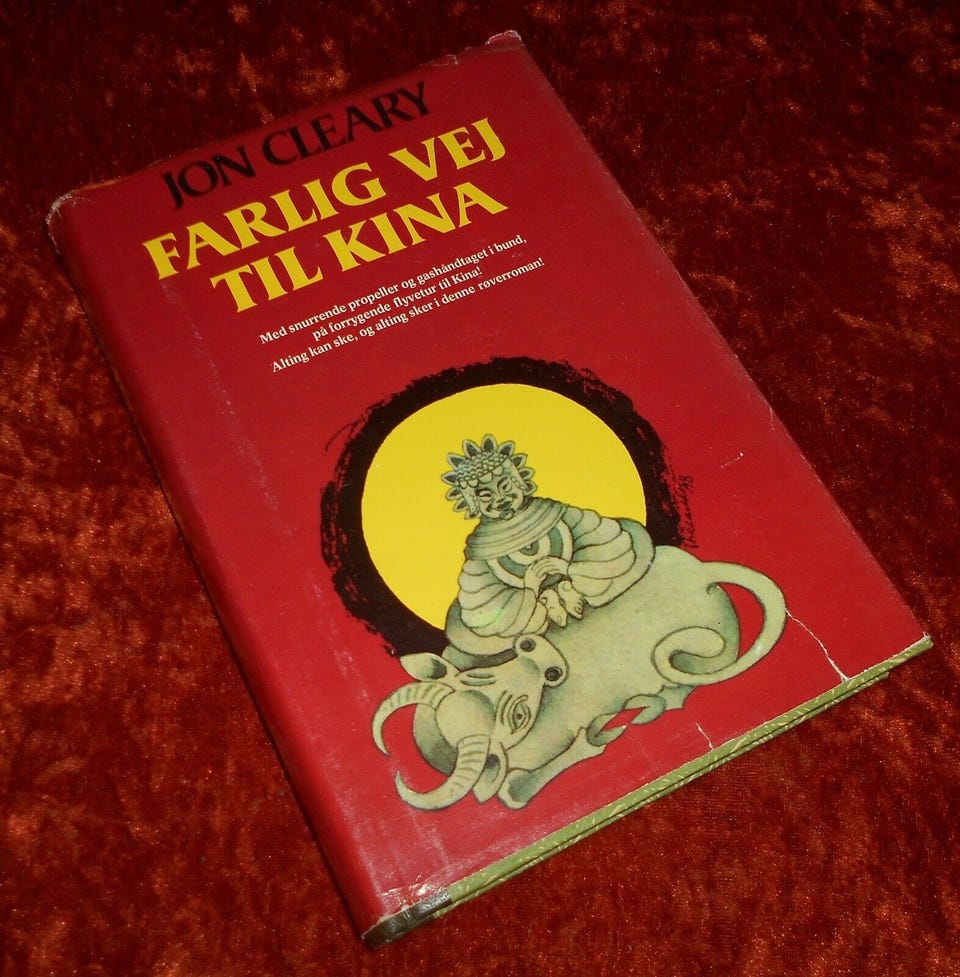 JON CLEARY
FARLIG VEJ
TIL KINA
Med snurrende propeller og gashåndtaget i bund,
på forrygende flyvetur til Kina!
Alting kan ske, og alting sker i denne røverroman!